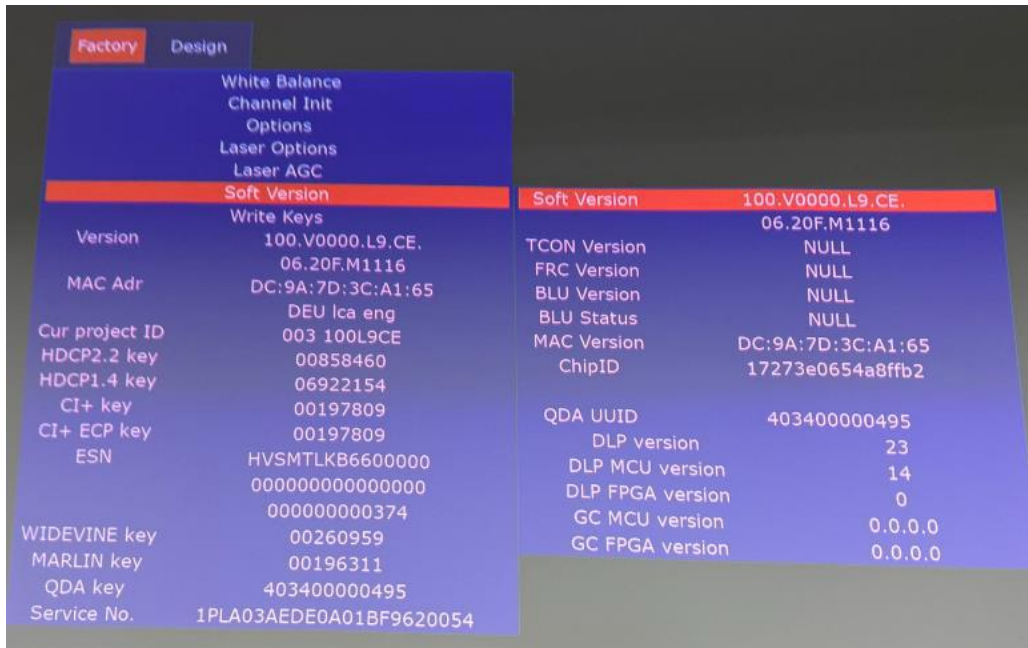 Factory Design
White Balance
Channel Init
Options
Laser Options
Laser AGC
Soft Version
Write Keys
Version 100.V0000.L9.CE.
06.20F.M1116
MAC Adr DC:9A:7D:3C:A1:65
DEU lca eng
Cur project ID 003 100L9CE
HDCP2.2 key 00858460
HDCP1.4 key 06922154
CI+ key 00197809
CI+ ECP key 00197809
ESN HVSMTLKB6600000
000000000000000
000000000374
WIDEVINE key 00260959
MARLIN key 00196311
QDA key 403400000495
Service No. 1PLA03AEDE0A01BF9620054
Soft Version 100.V0000.L9.CE.
06.20F.M1116
TCON Version NULL
FRC Version NULL
BLU Version NULL
BLU Status NULL
MAC Version DC:9A:7D:3C:A1:65
ChipID 17273e0654a8ffb2
QDA UUID 403400000495
DLP version 23
DLP MCU version 14
DLP FPGA version 0
GC MCU version 0.0.0.0
GC FPGA version 0.0.0.0